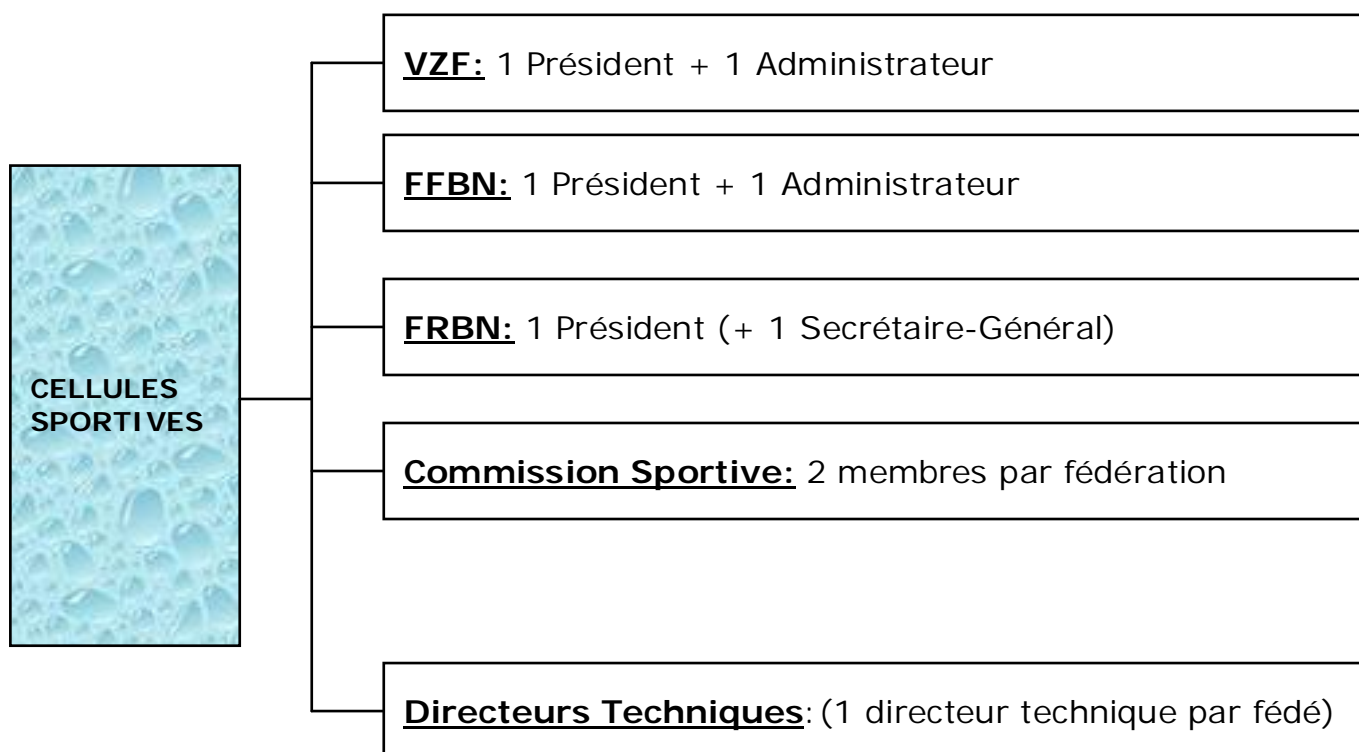 VZF: 1 Président + 1 Administrateur
FFBN: 1 Président + 1 Administrateur
FRBN: 1 Président (+ 1 Secrétaire-Général)
CELLULES
SPORTIVES
Commission Sportive: 2 membres par fédération
Directeurs Techniques: (1 directeur technique par fédé)